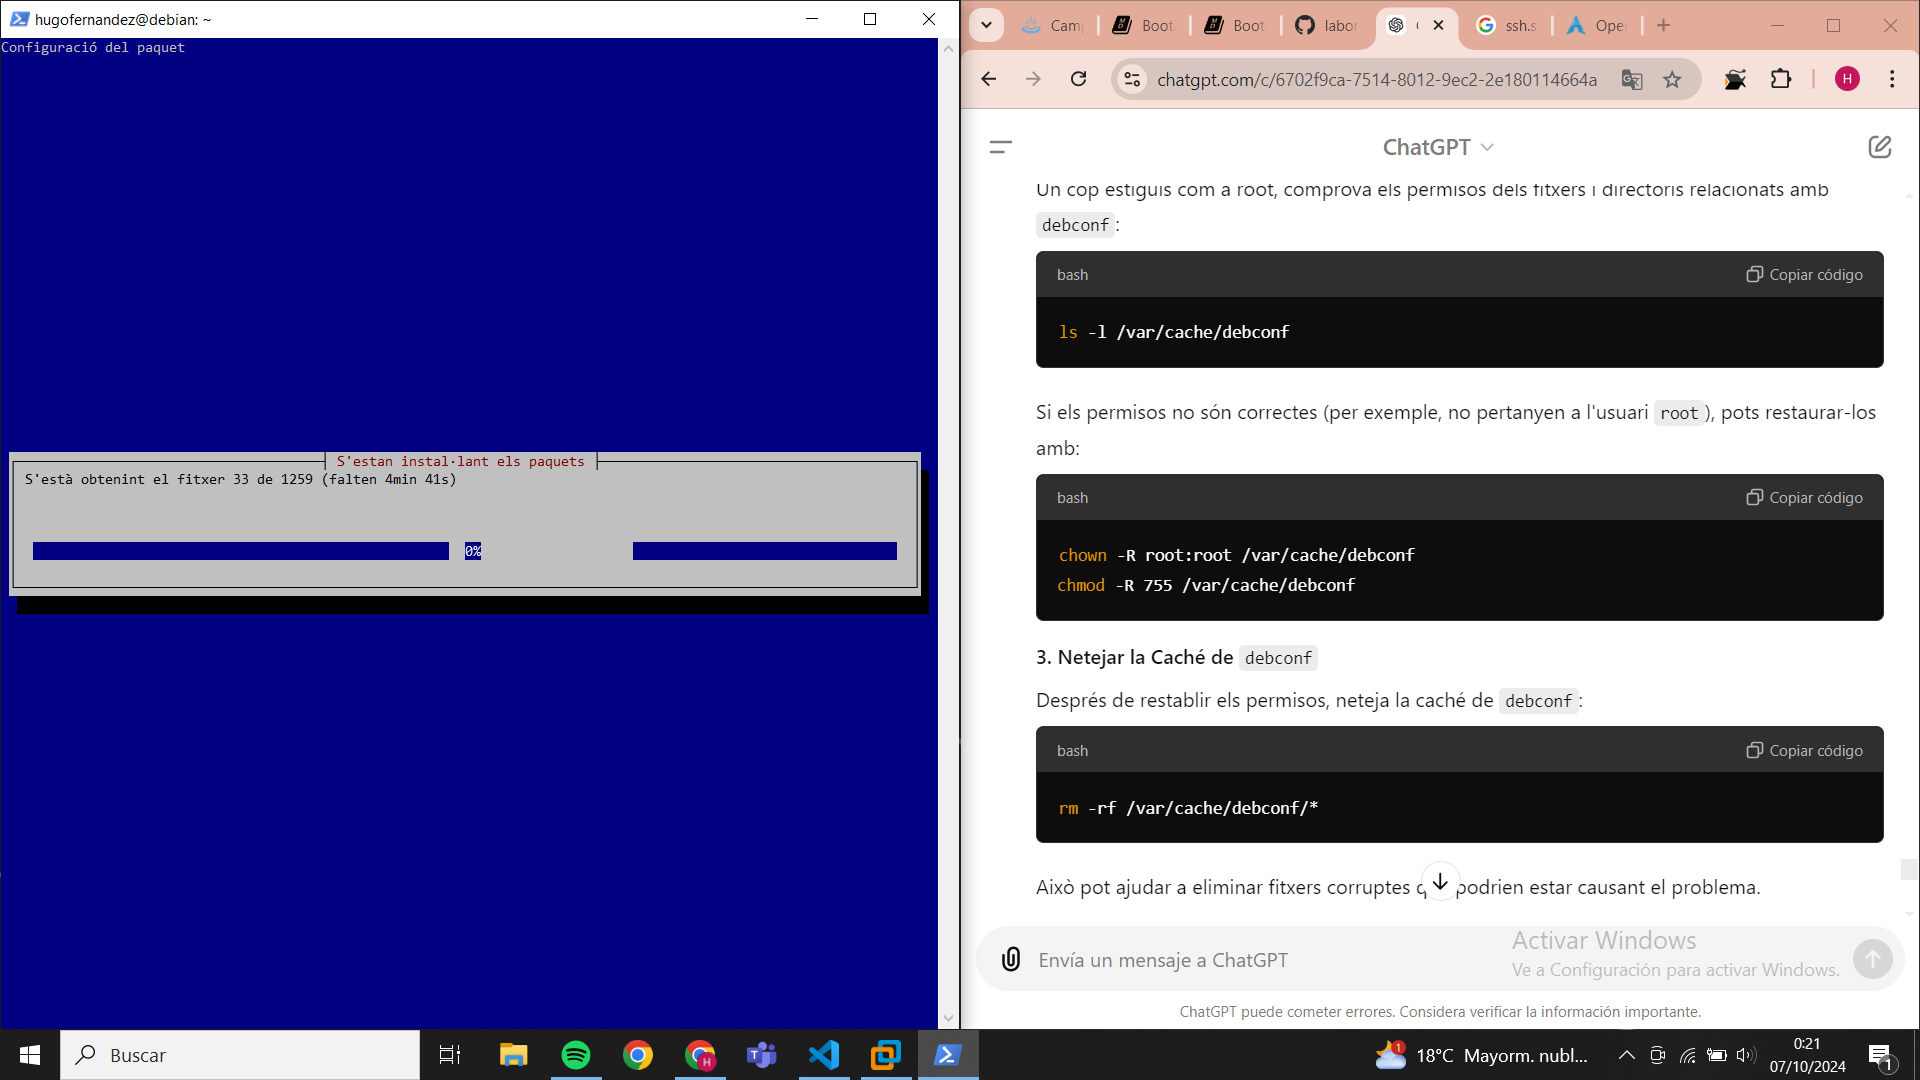 hugofernandez@debian: ~
Configuració del paquet
S'estan instal·lant els paquets
S'està obtenint el fitxer 33 de 1259 (falten 4min 41s)
0%
Cam
Boot
Boot
labor
ssh.s
Oper
chatgpt.com/c/6702f9ca-7514-8012-9ec2-2e180114664a
H
ChatGPT
Un cop estiguis com a root, comprova els permisos dels fitxers i directoris relacionats amb
debconf:
bash
Copiar código
ls -l /var/cache/debconf
Si els permisos no són correctes (per exemple, no pertanyen a l'usuari root), pots restaurar-los
amb:
bash
Copiar código
chown -R root:root /var/cache/debconf
chmod -R 755 /var/cache/debconf
3. Netejar la Caché de debconf
Després de restablir els permisos, neteja la caché de debconf:
bash
Copiar código
rm -rf /var/cache/debconf/*
Això pot ajudar a eliminar fitxers corruptes podrien estar causant el problema.
Envía un mensaje a ChatGPT
Activar Windows
Ve a Configuración para activar Windows.
ChatGPT puede cometer errores. Considera verificar la información importante.
Buscar
H
1
18°C Mayorm. nubl...
0:21
07/10/2024
1